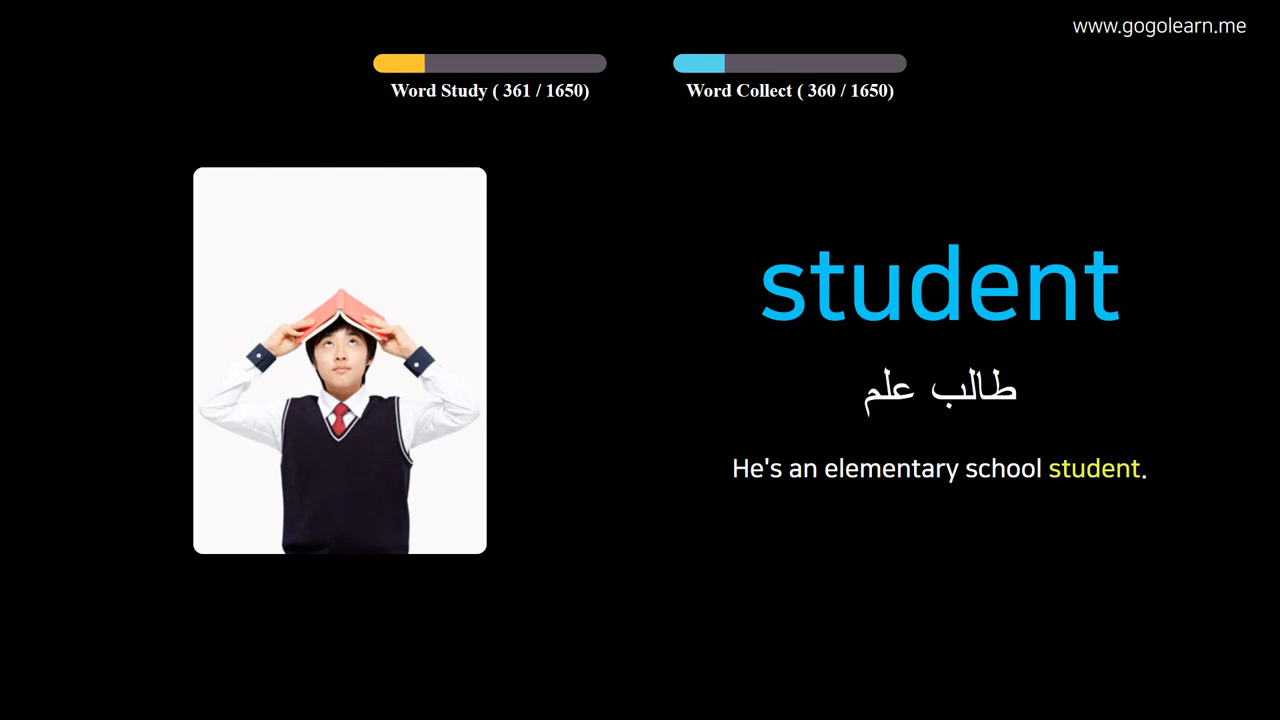 www.gogolearn.me
Word Study ( 361 / 1650)
Word Collect ( 360 / 1650)
student
طالب علم
He's an elementary school student.